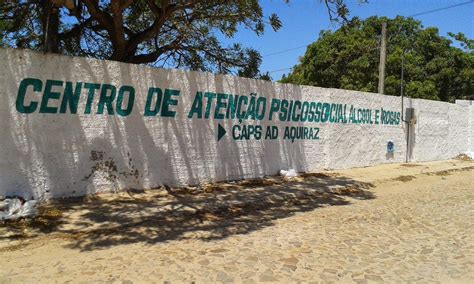 CENTRO DE ATENÇÃO PSICOSSOCIAL ÁLCOOL E DROGAS
CAPS AD AQUIRAZ